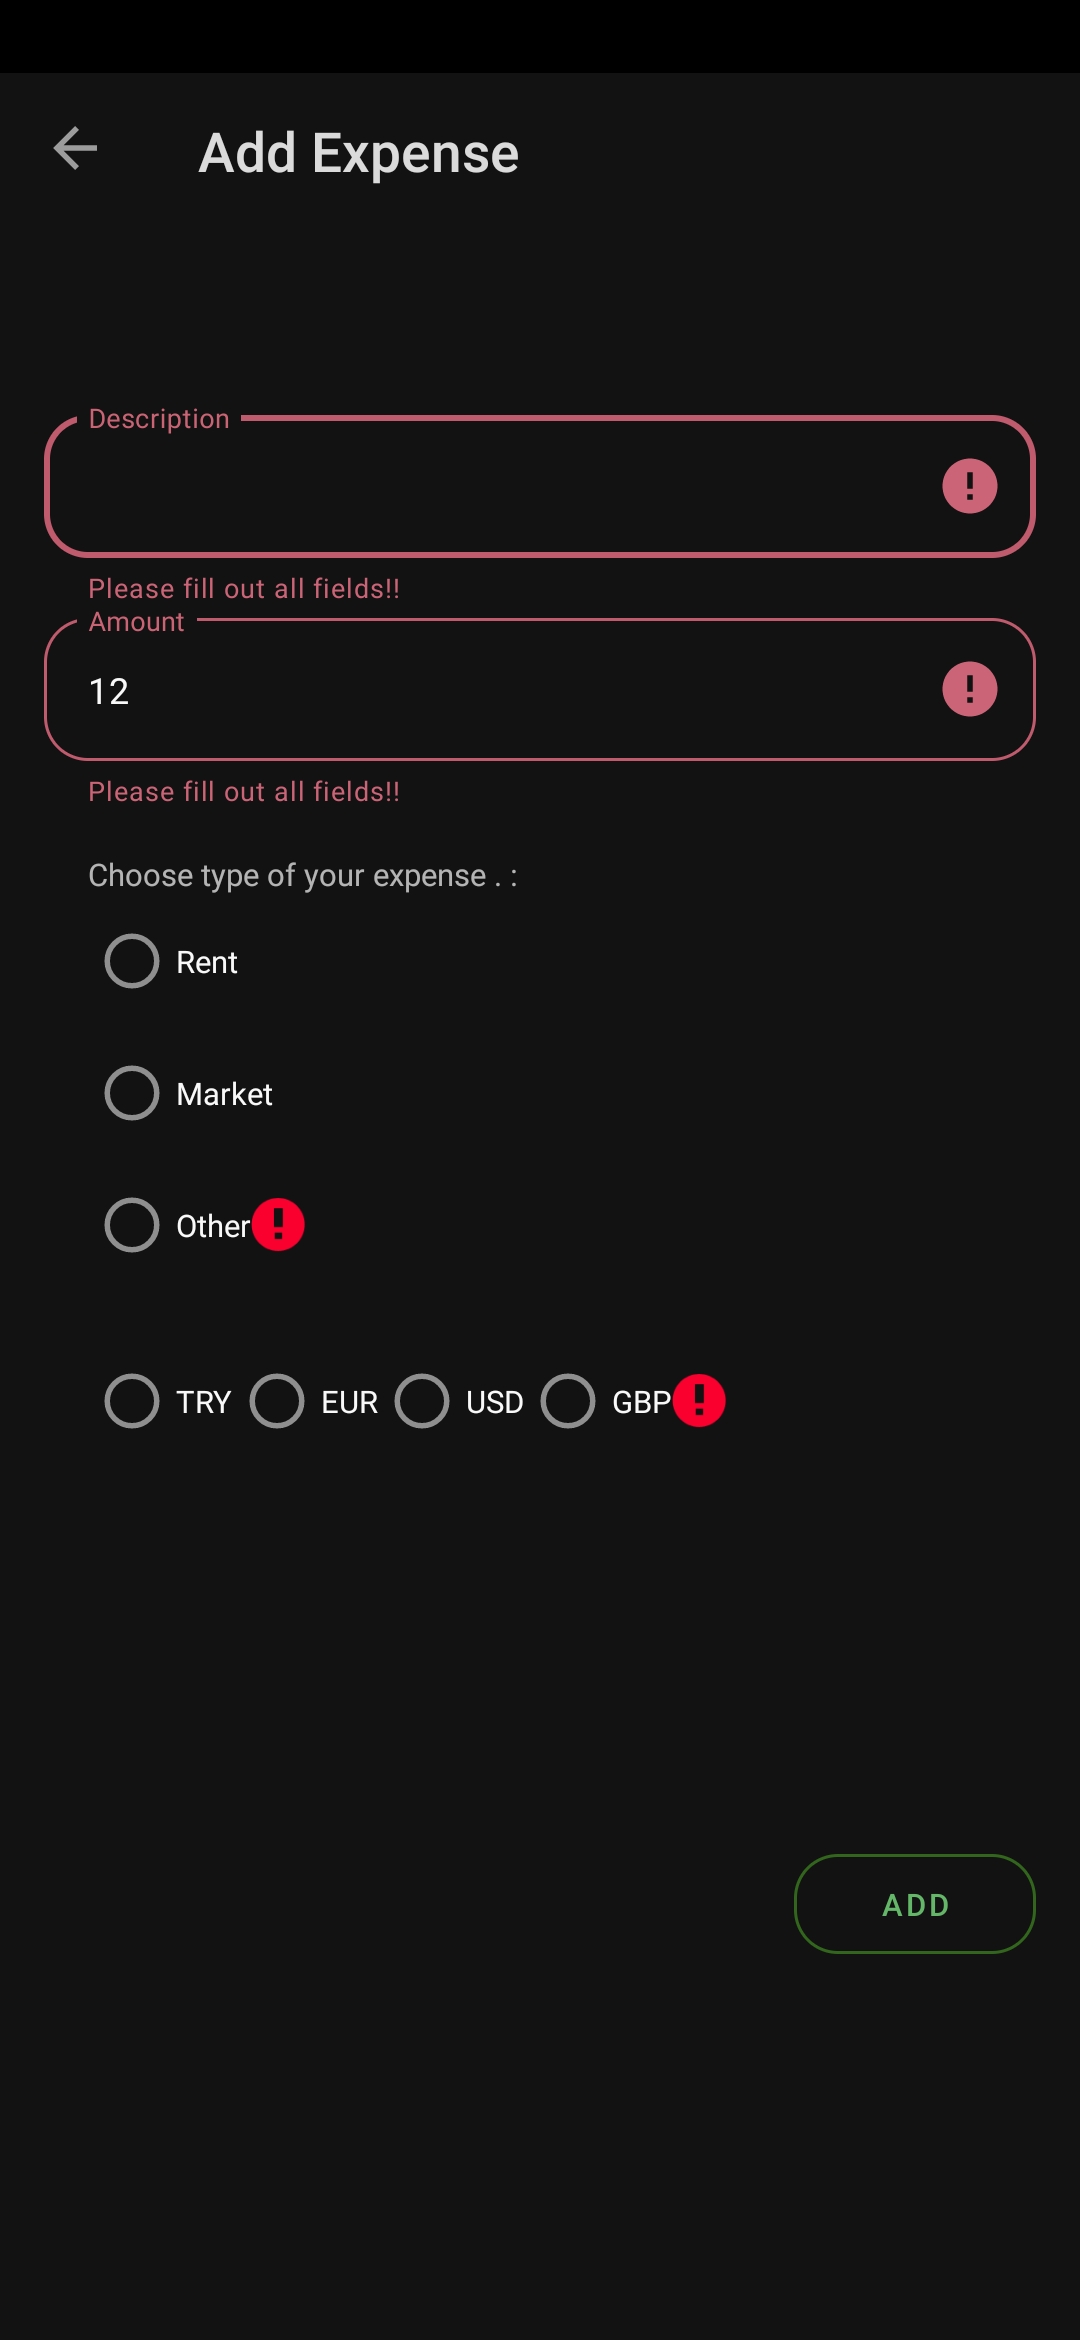 Add Expense
Description
Please fill out all fields!!
Amount
12
Please fill out all fields!!
Choose type of your expense . :
Rent
Market
Other
TRY EUR USD GBP
ADD